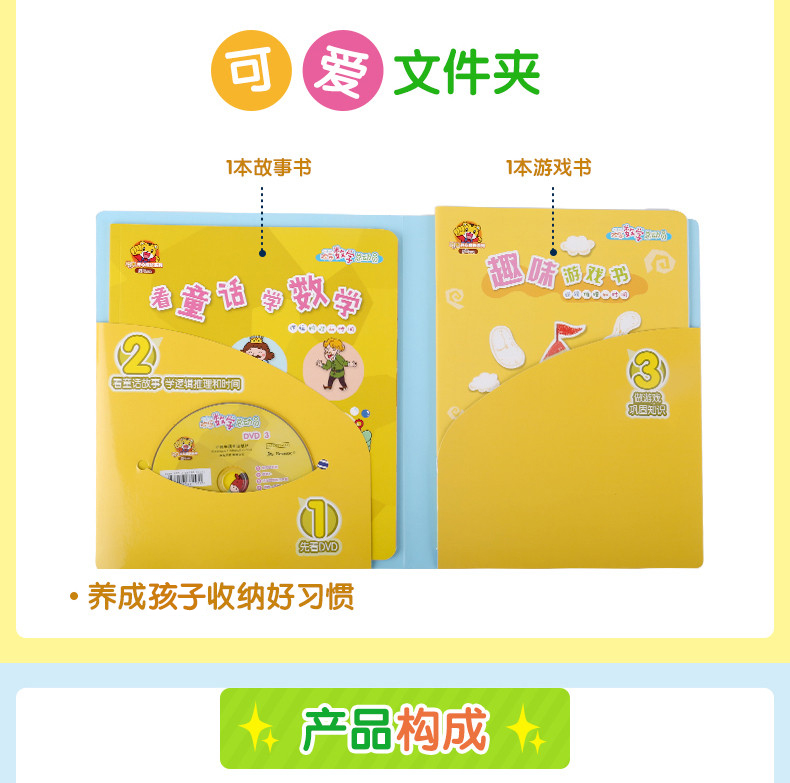 可爱文件夹
1本故事书
1本游戏书
看童话 学数学
趣味游戏书
2
看童话故事 学逻辑推理和时间
3
做游戏
巩固知识
DVD 3
1
先看DVD
• 养成孩子收纳好习惯
产品构成